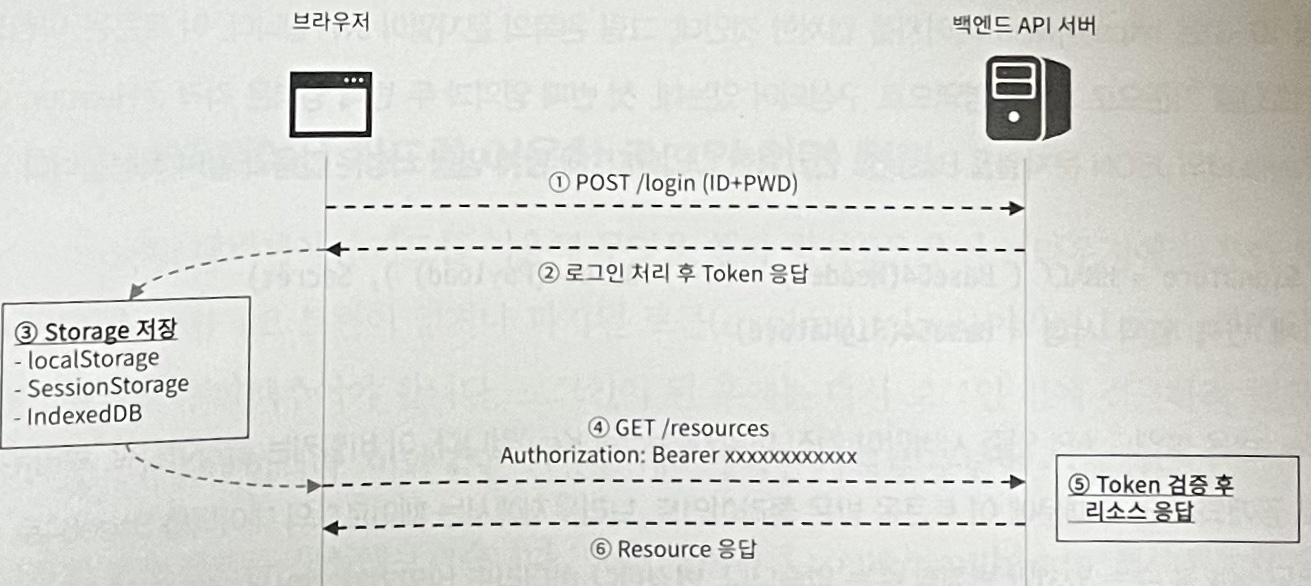 브라우저
백엔드 API 서버
① POST /login (ID+PWD)
② 로그인 처리 후 Token 응답
③ Storage 저장
- localStorage
- SessionStorage
- IndexedDB
④ GET /resources
Authorization: Bearer xxxxxxxxxxxx
⑤ Token 검증 후
리소스 응답
⑥ Resource 응답